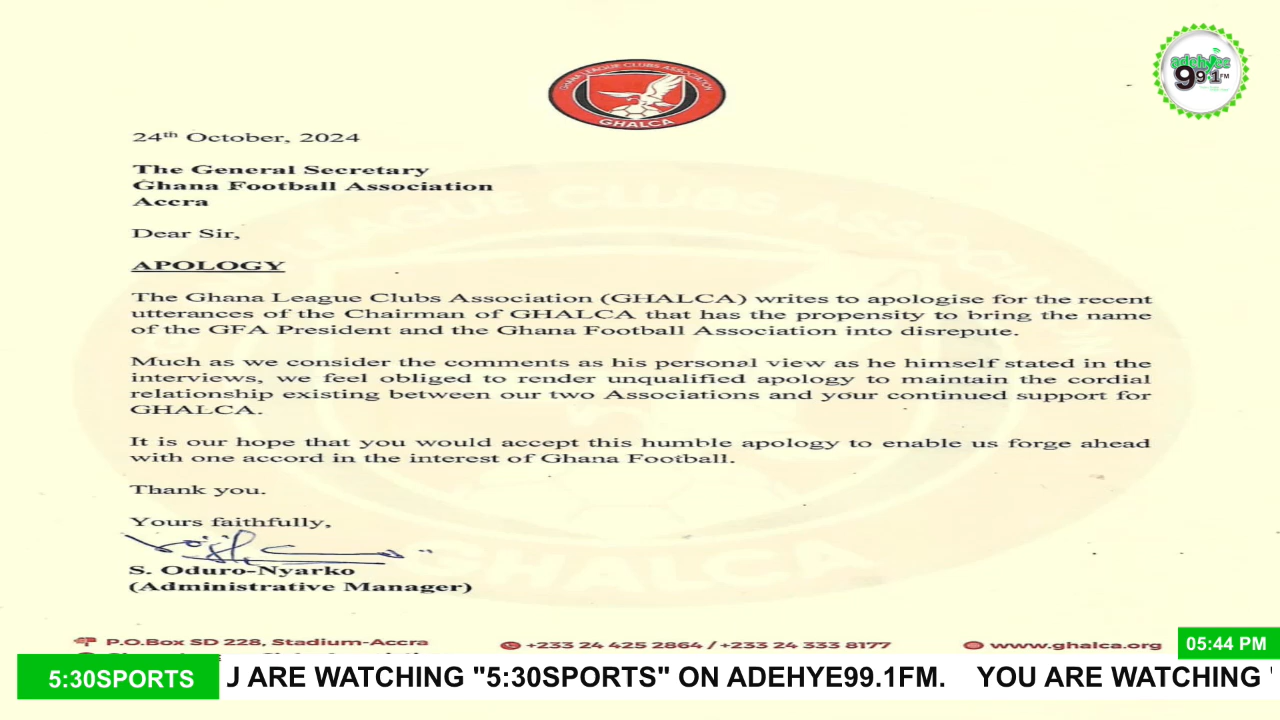 GHANA LEAGUE CLUBS ASSOCIATION
GHALCA
adehyee
99.1FM
24th October, 2024
The General Secretary
Ghana Football Association
Accra
Dear Sir,
APOLOGY
The Ghana League Clubs Association (GHALCA) writes to apologise for the recent
utterances of the Chairman of GHALCA that has the propensity to bring the name
of the GFA President and the Ghana Football Association into disrepute.
Much as we consider the comments as his personal view as he himself stated in the
interviews, we feel obliged to render unqualified apology to maintain the cordial
relationship existing between our two Associations and your continued support for
GHALCA.
It is our hope that you would accept this humble apology to enable us forge ahead
with one accord in the interest of Ghana Football.
Thank you.
Yours faithfully,
S. Oduro-Nyarko
(Administrative Manager)
P.O.Box SD 228, Stadium-Accra
+233 24 425 2864 / +233 24 333 8177
www.ghalca.org
05:44 PM
5:30SPORTS
J ARE WATCHING "5:30SPORTS" ON ADEHYE99.1FM. YOU ARE WATCHING "